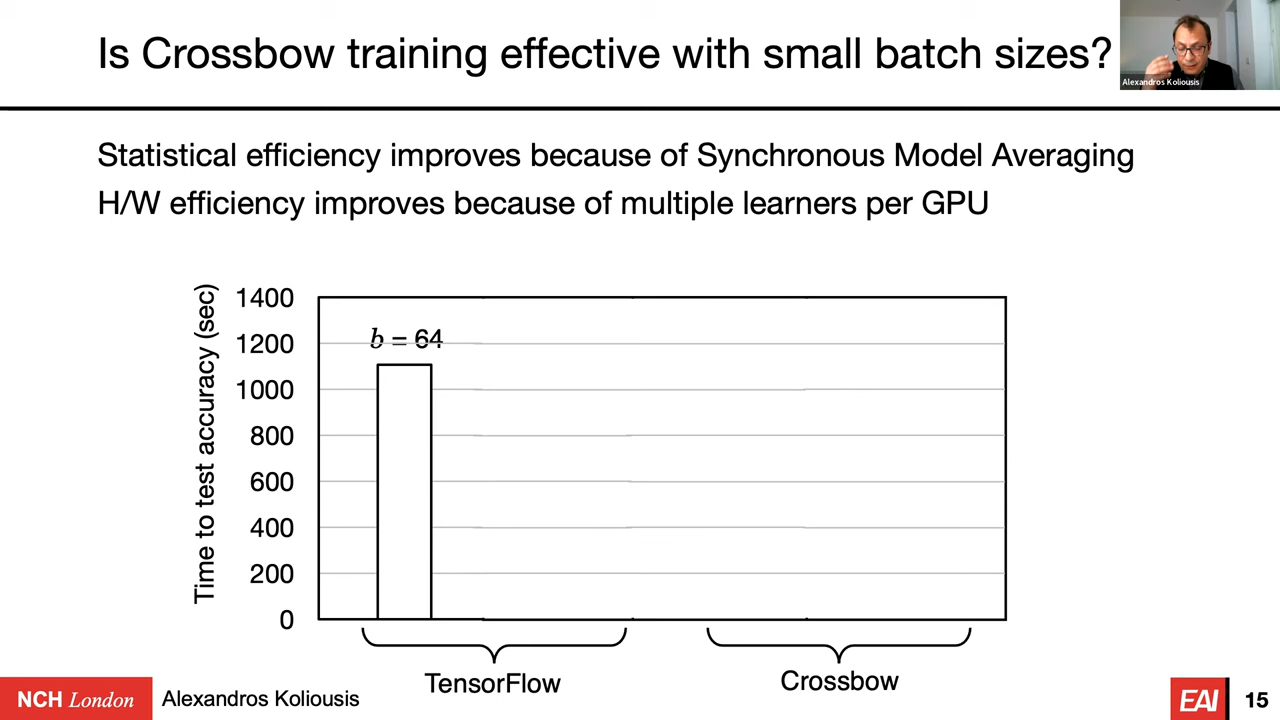 Is Crossbow training effective with small batch sizes?
Alexandros Koliousis
Statistical efficiency improves because of Synchronous Model Averaging
H/W efficiency improves because of multiple learners per GPU
Time to test accuracy (sec)
1400
1200
1000
800
600
400
200
0
b = 64
TensorFlow
Crossbow
NCH London
Alexandros Koliousis
EAI
15